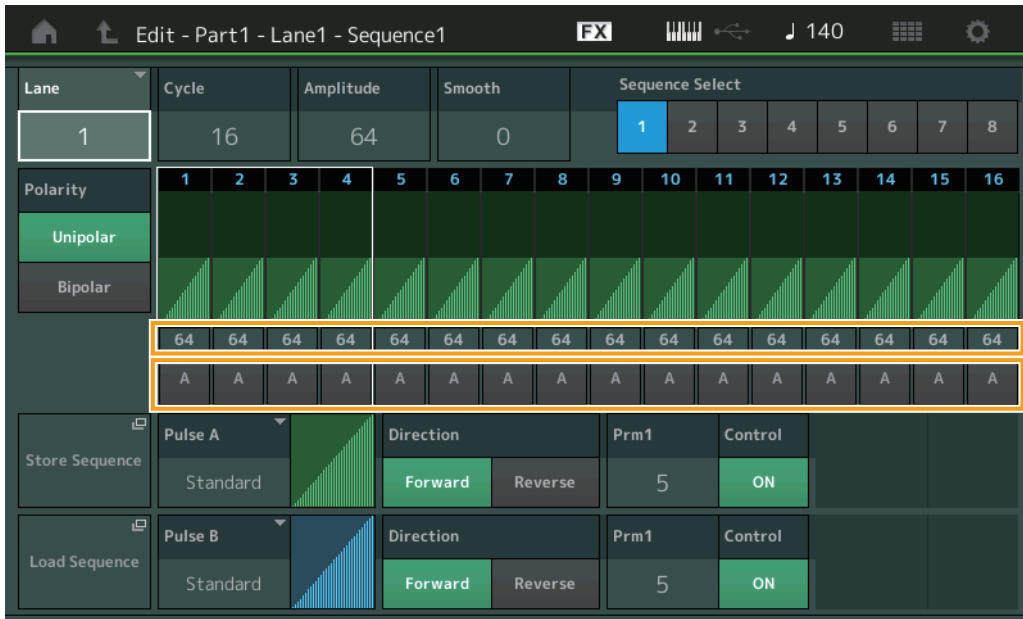 Edit - Part1 - Lane1 - Sequence1 FX ♩ 140
Lane Cycle Amplitude Smooth Sequence Select
1 16 64 0 1 2 3 4 5 6 7 8
Polarity 1 2 3 4 5 6 7 8 9 10 11 12 13 14 15 16
Unipolar
Bipolar
64 64 64 64 64 64 64 64 64 64 64 64 64 64 64 64
A A A A A A A A A A A A A A A A
Store Sequence Pulse A Direction Prm1 Control
Standard Forward Reverse 5 ON
Load Sequence Pulse B Direction Prm1 Control
Standard Forward Reverse 5 ON